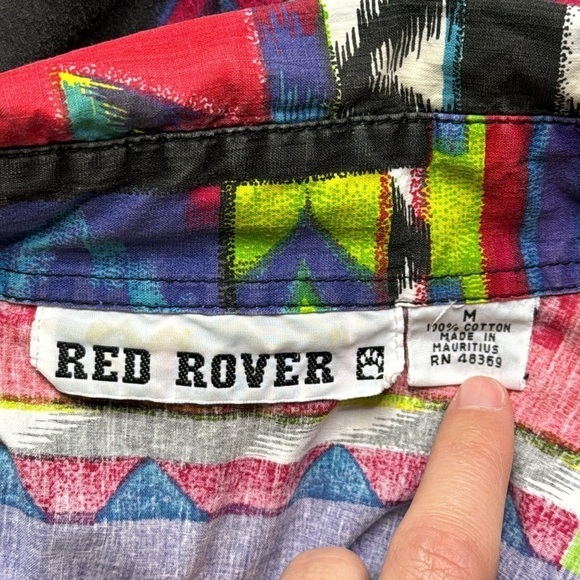 RED ROVER
M
100% COTTON
MADE IN
MAURITIUS
RN 48369